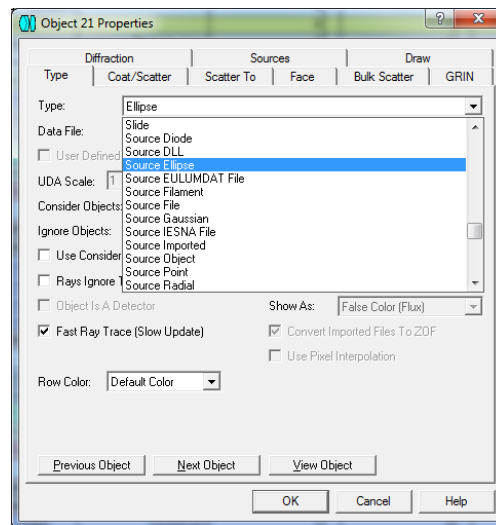 Object 21 Properties
?
Diffraction Sources Draw
Type Coat/Scatter Scatter To Face Bulk Scatter GRIN
Type: Ellipse
Data File: Slide
Source Diode
User Defined Source DLL
Source Ellipse
UDA Scale: 1 Source EULUMDAT File
Source Filament
Consider Objects: Source File
Source Gaussian
Ignore Objects: Source IESNA File
Source Imported
Use Consider Source Object
Source Point
Rays Ignore Source Radial
Object Is A Detector Show As: False Color (Flux)
Fast Ray Trace (Slow Update) Convert Imported Files To ZOF
Use Pixel Interpolation
Row Color: Default Color
Previous Object Next Object View Object
OK Cancel Help